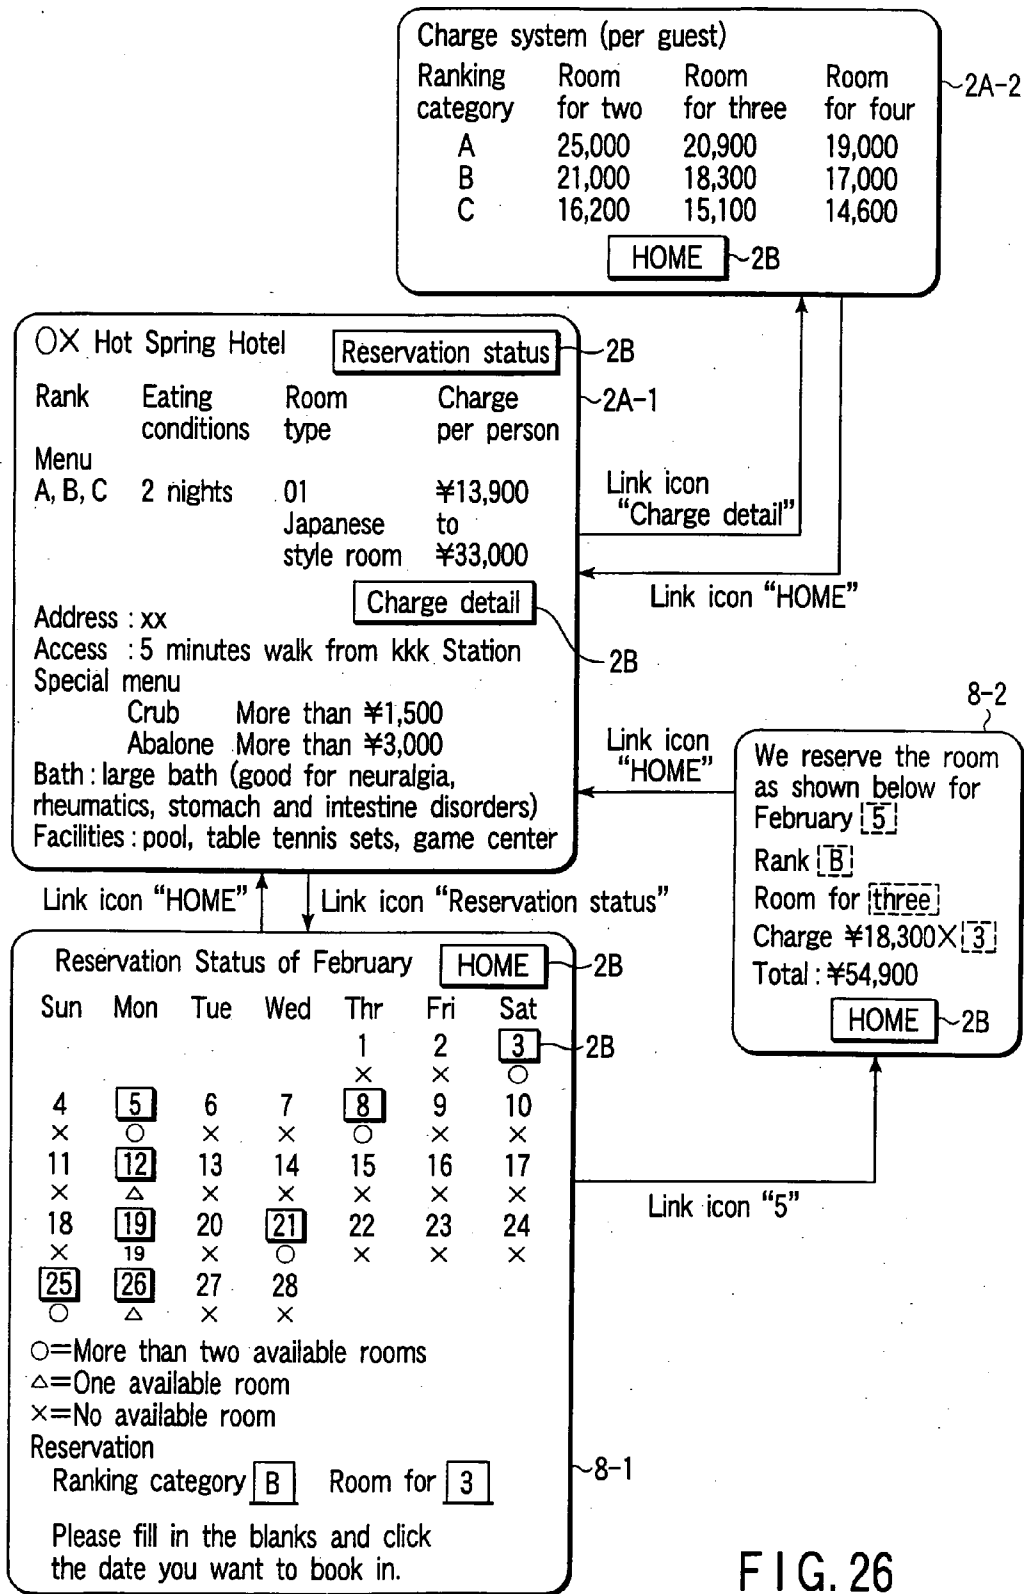 Charge system (per guest)
Ranking category Room for two Room for three Room for four
A 25,000 20,900 19,000
B 21,000 18,300 17,000
C 16,200 15,100 14,600
HOME 2B
2A-2
○× Hot Spring Hotel Reservation status 2B
2A-1
Rank Eating conditions Room type Charge per person
Menu
A, B, C 2 nights 01 ¥13,900
Japanese to
style room ¥33,000
Charge detail
2B
Address : xx
Access : 5 minutes walk from kkk Station
Special menu
Crub More than ¥1,500
Abalone More than ¥3,000
Bath : large bath (good for neuralgia,
rheumatics, stomach and intestine disorders)
Facilities : pool, table tennis sets, game center
Link icon
"Charge detail"
Link icon "HOME"
Link icon
"HOME"
8-2
We reserve the room
as shown below for
February 5
Rank B
Room for three
Charge ¥18,300× 3
Total : ¥54,900
HOME 2B
Link icon "HOME" Link icon "Reservation status"
Reservation Status of February HOME 2B
Sun Mon Tue Wed Thr Fri Sat
1 2 3 2B
× × ○
4 5 6 7 8 9 10
× ○ × × ○ × ×
11 12 13 14 15 16 17
× △ × × × × ×
18 19 20 21 22 23 24
× 19 × ○ × × ×
25 26 27 28
○ △ × ×
○=More than two available rooms
△=One available room
×=No available room
Reservation
Ranking category B Room for 3
8-1
Please fill in the blanks and click
the date you want to book in.
Link icon "5"
FIG. 26